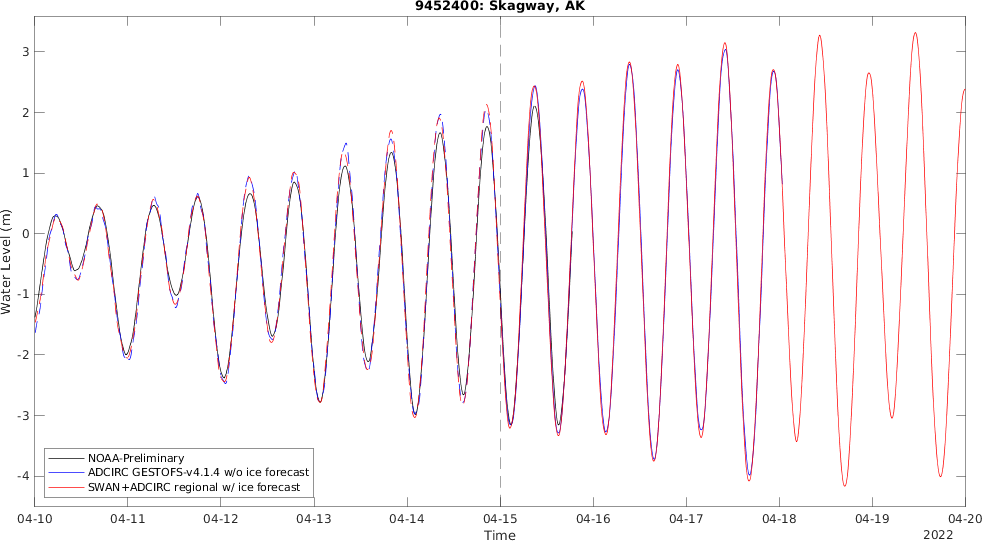 9452400: Skagway, AK
3
2
1
0
-1
-2
-3
-4
Water Level (m)
NOAA-Preliminary
ADCIRC GESTOFS-v4.1.4 w/o ice forecast
SWAN+ADCIRC regional w/ ice forecast
04-10 04-11 04-12 04-13 04-14 04-15 04-16 04-17 04-18 04-19 04-20
Time
2022